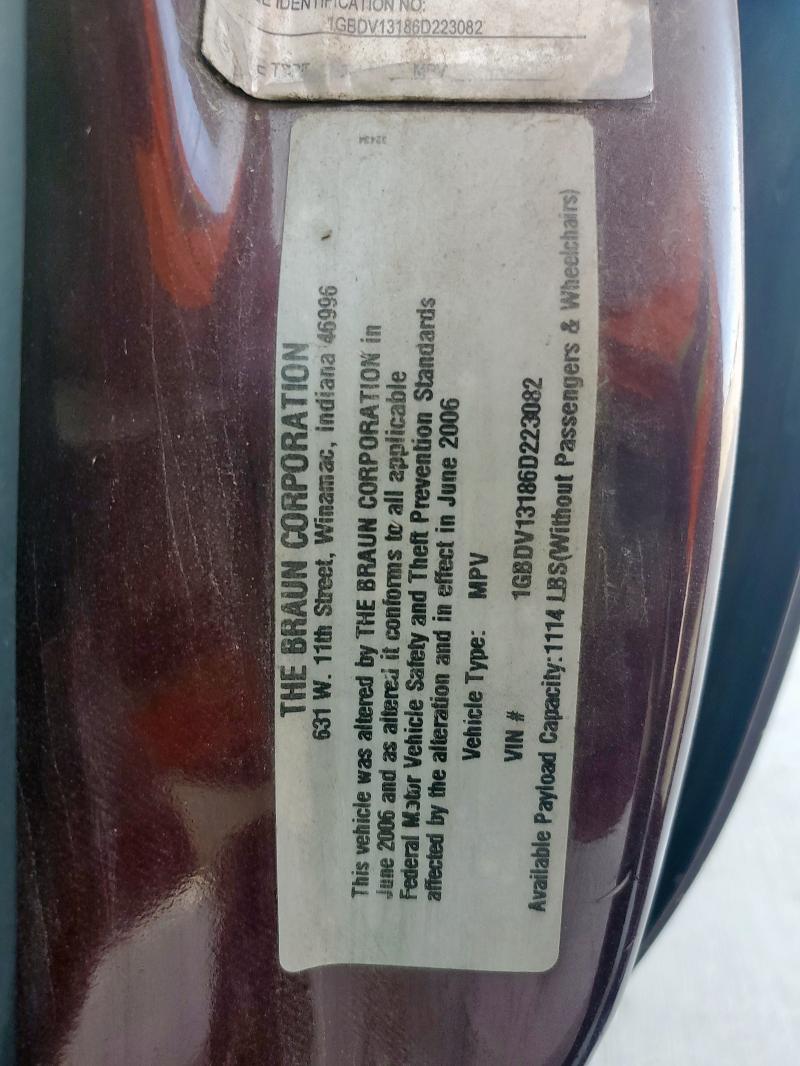 E IDENTIFICATION NO:
1GBDV13186D223082
MPV
32434
THE BRAUN CORPORATION
631 W. 11th Street, Winamac, Indiana 46996
This vehicle was altered by THE BRAUN CORPORATION in
June 2006 and as altered it conforms to all applicable
Federal Motor Vehicle Safety and Theft Prevention Standards
affected by the alteration and in effect in June 2006
Vehicle Type: MPV
VIN # 1GBDV13186D223082
Available Payload Capacity:1114 LBS(Without Passengers & Wheelchairs)